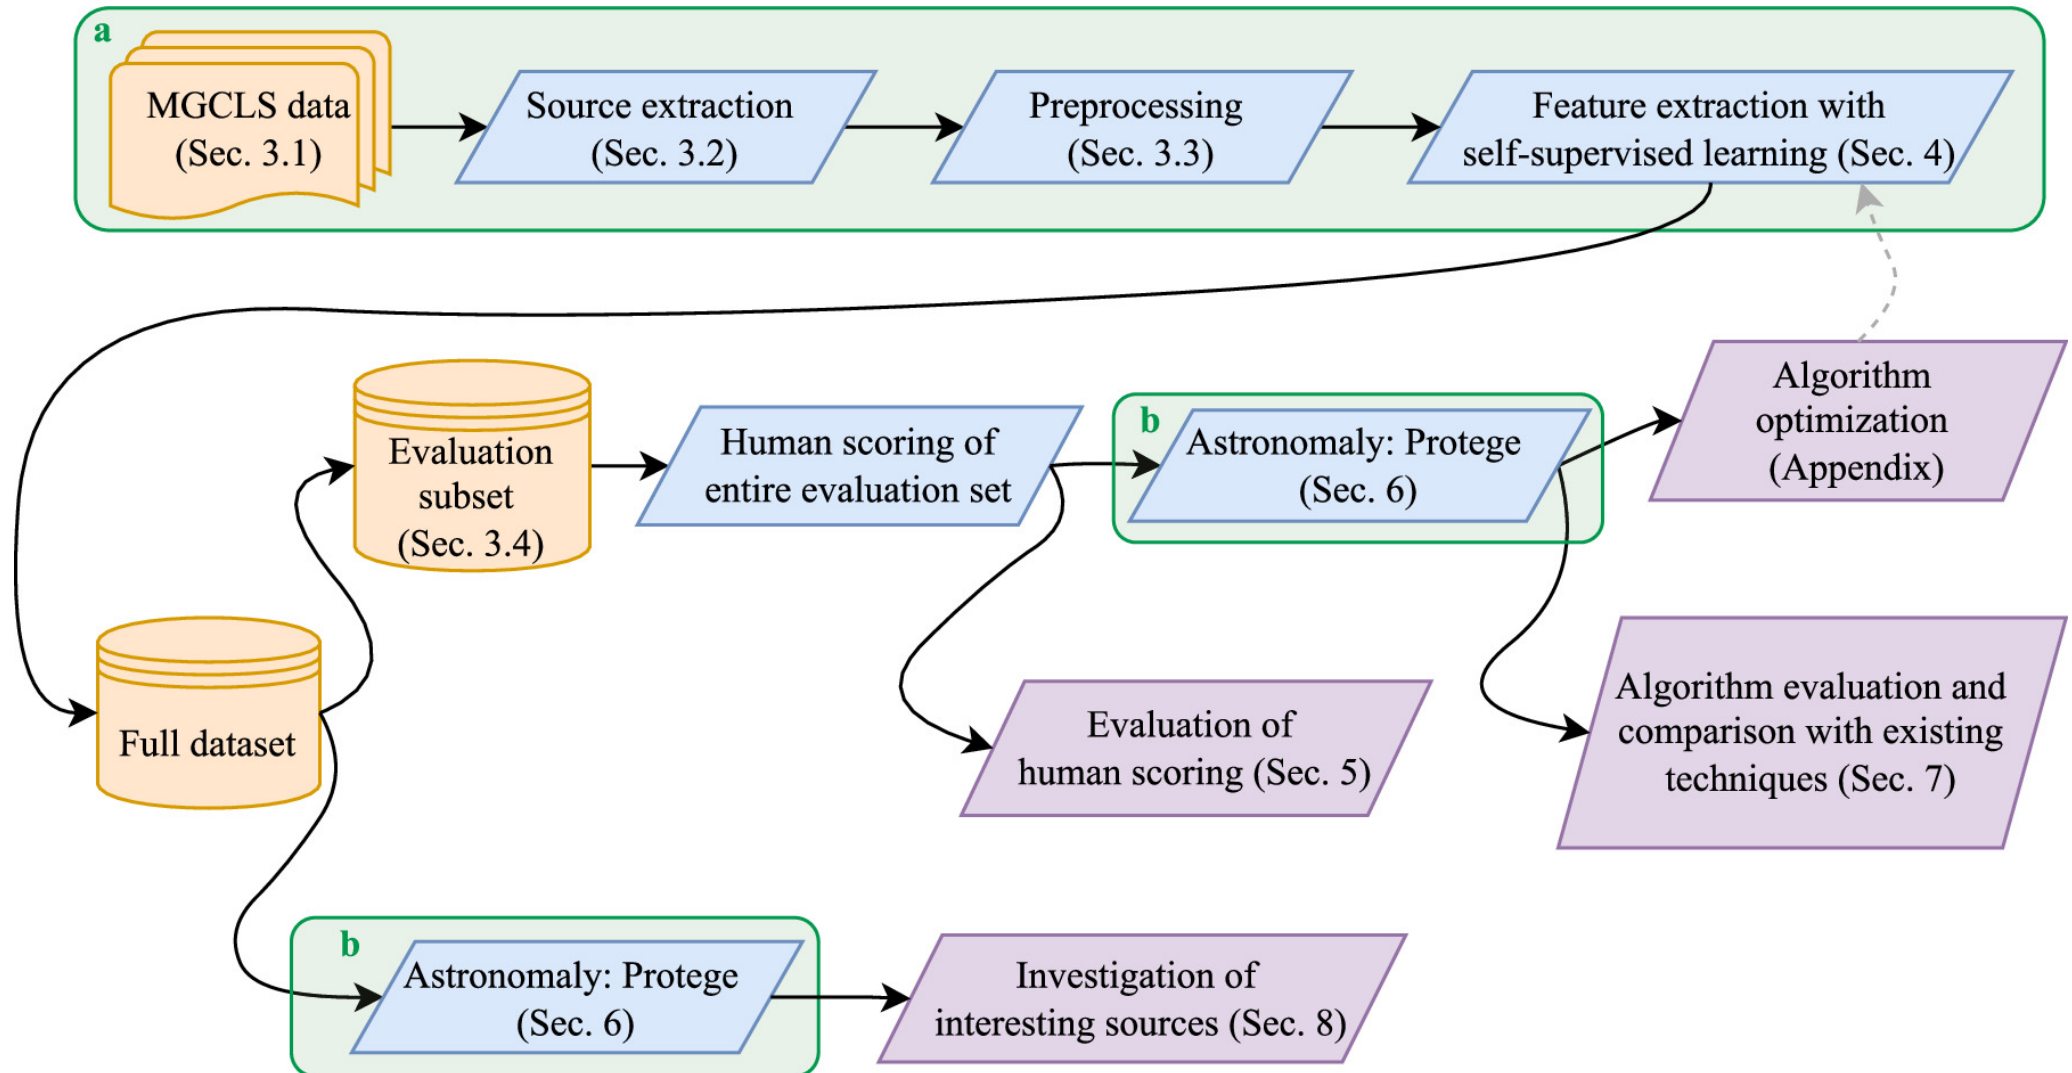 a
MGCLS data
(Sec. 3.1)
Source extraction
(Sec. 3.2)
Preprocessing
(Sec. 3.3)
Feature extraction with
self-supervised learning (Sec. 4)
Evaluation
subset
(Sec. 3.4)
Human scoring of
entire evaluation set
b
Astronomaly: Protege
(Sec. 6)
Algorithm
optimization
(Appendix)
Full dataset
Evaluation of
human scoring (Sec. 5)
Algorithm evaluation and
comparison with existing
techniques (Sec. 7)
b
Astronomaly: Protege
(Sec. 6)
Investigation of
interesting sources (Sec. 8)